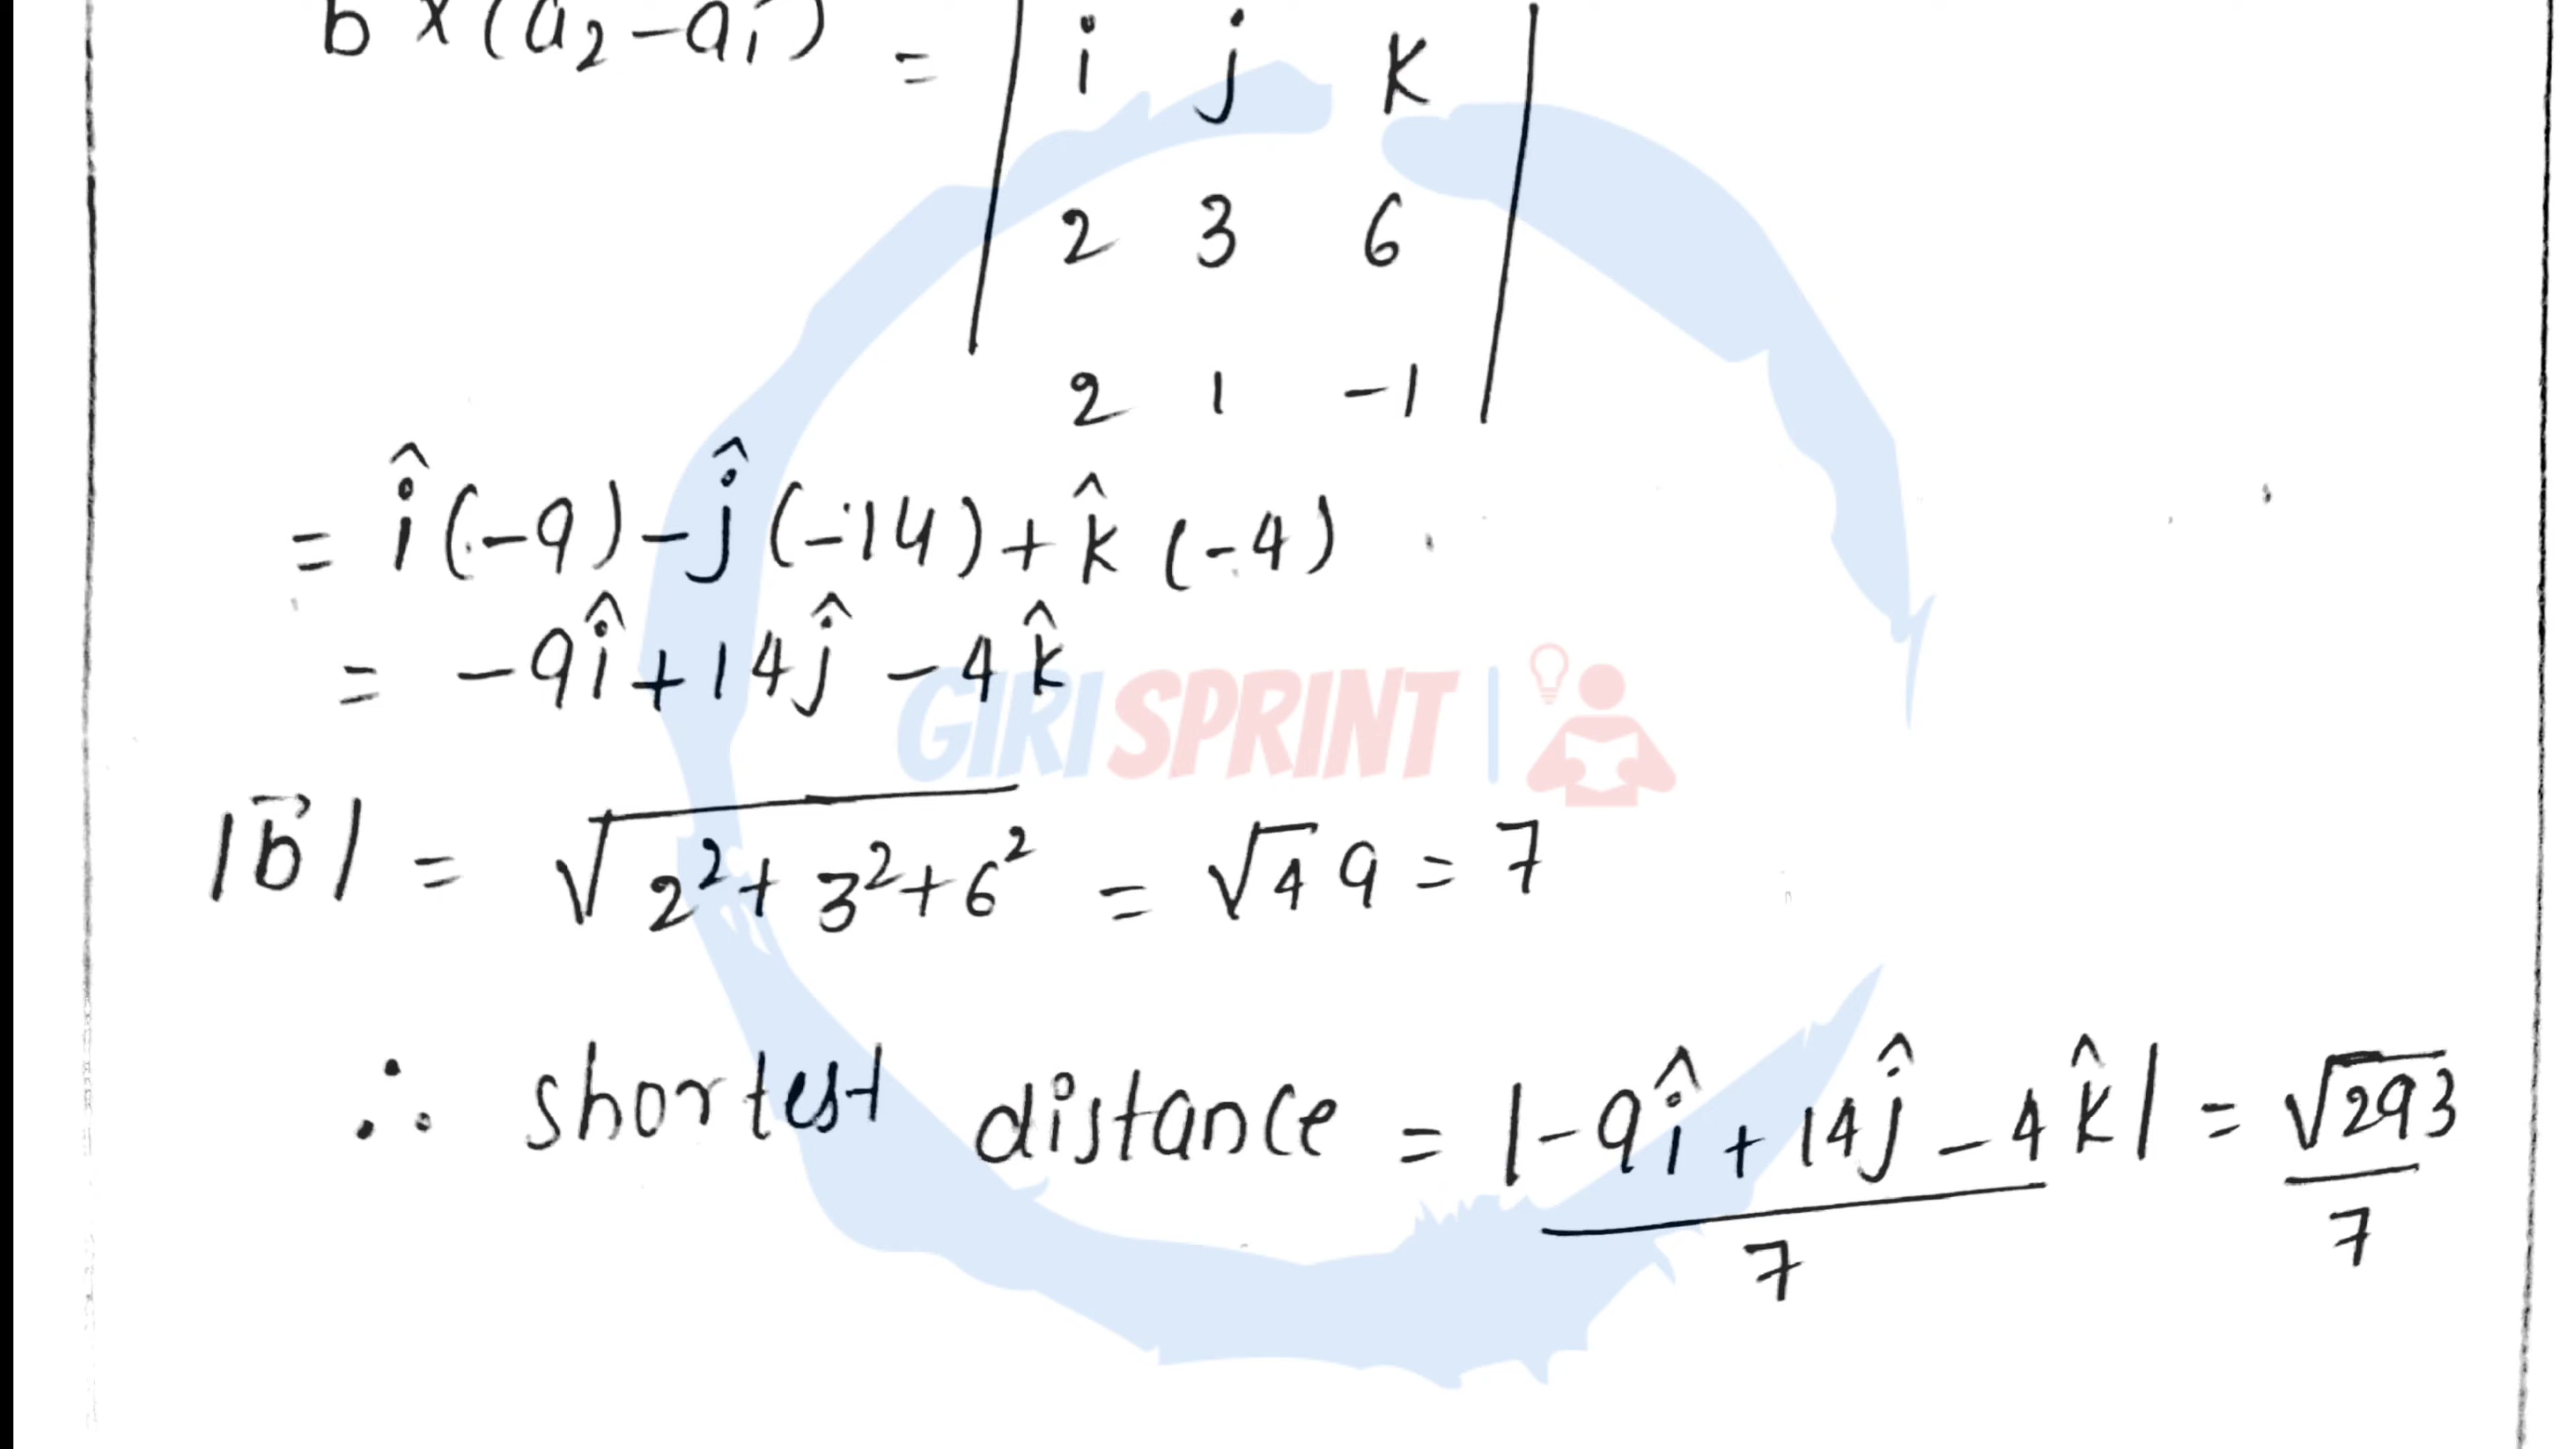 b × (a₂ - a₁) = | i j k |
2 3 6
2 1 -1
= î(-9) - ĵ(-14) + k̂(-4)
= -9î + 14ĵ - 4k̂
GIRI SPRINT
|b⃗| = √(2² + 3² + 6²) = √49 = 7
∴ shortest distance = |-9î + 14ĵ - 4k̂| / 7 = √293 / 7